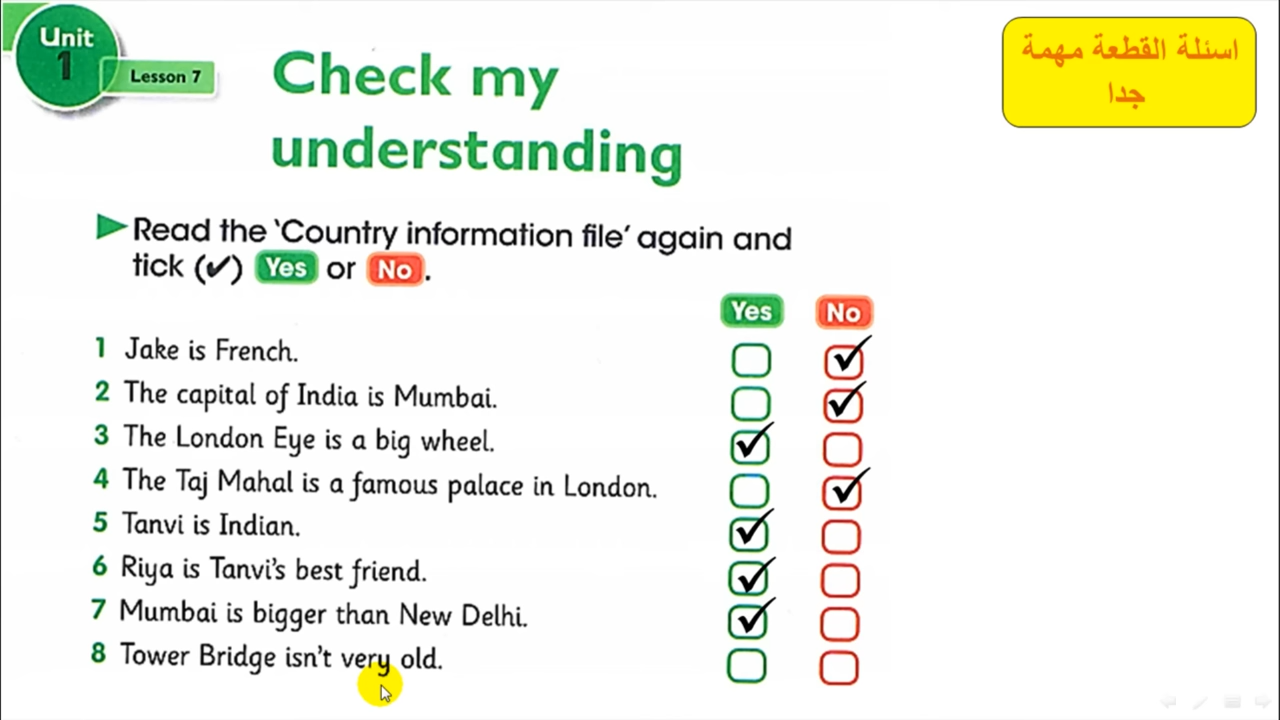 Unit
1
Lesson 7
Check my
understanding
اسئلة القطعة مهمة
جدا
Read the ‘Country information file’ again and
tick (✔) Yes or No.
Yes No
1 Jake is French.
2 The capital of India is Mumbai.
3 The London Eye is a big wheel.
4 The Taj Mahal is a famous palace in London.
5 Tanvi is Indian.
6 Riya is Tanvi’s best friend.
7 Mumbai is bigger than New Delhi.
8 Tower Bridge isn’t very old.